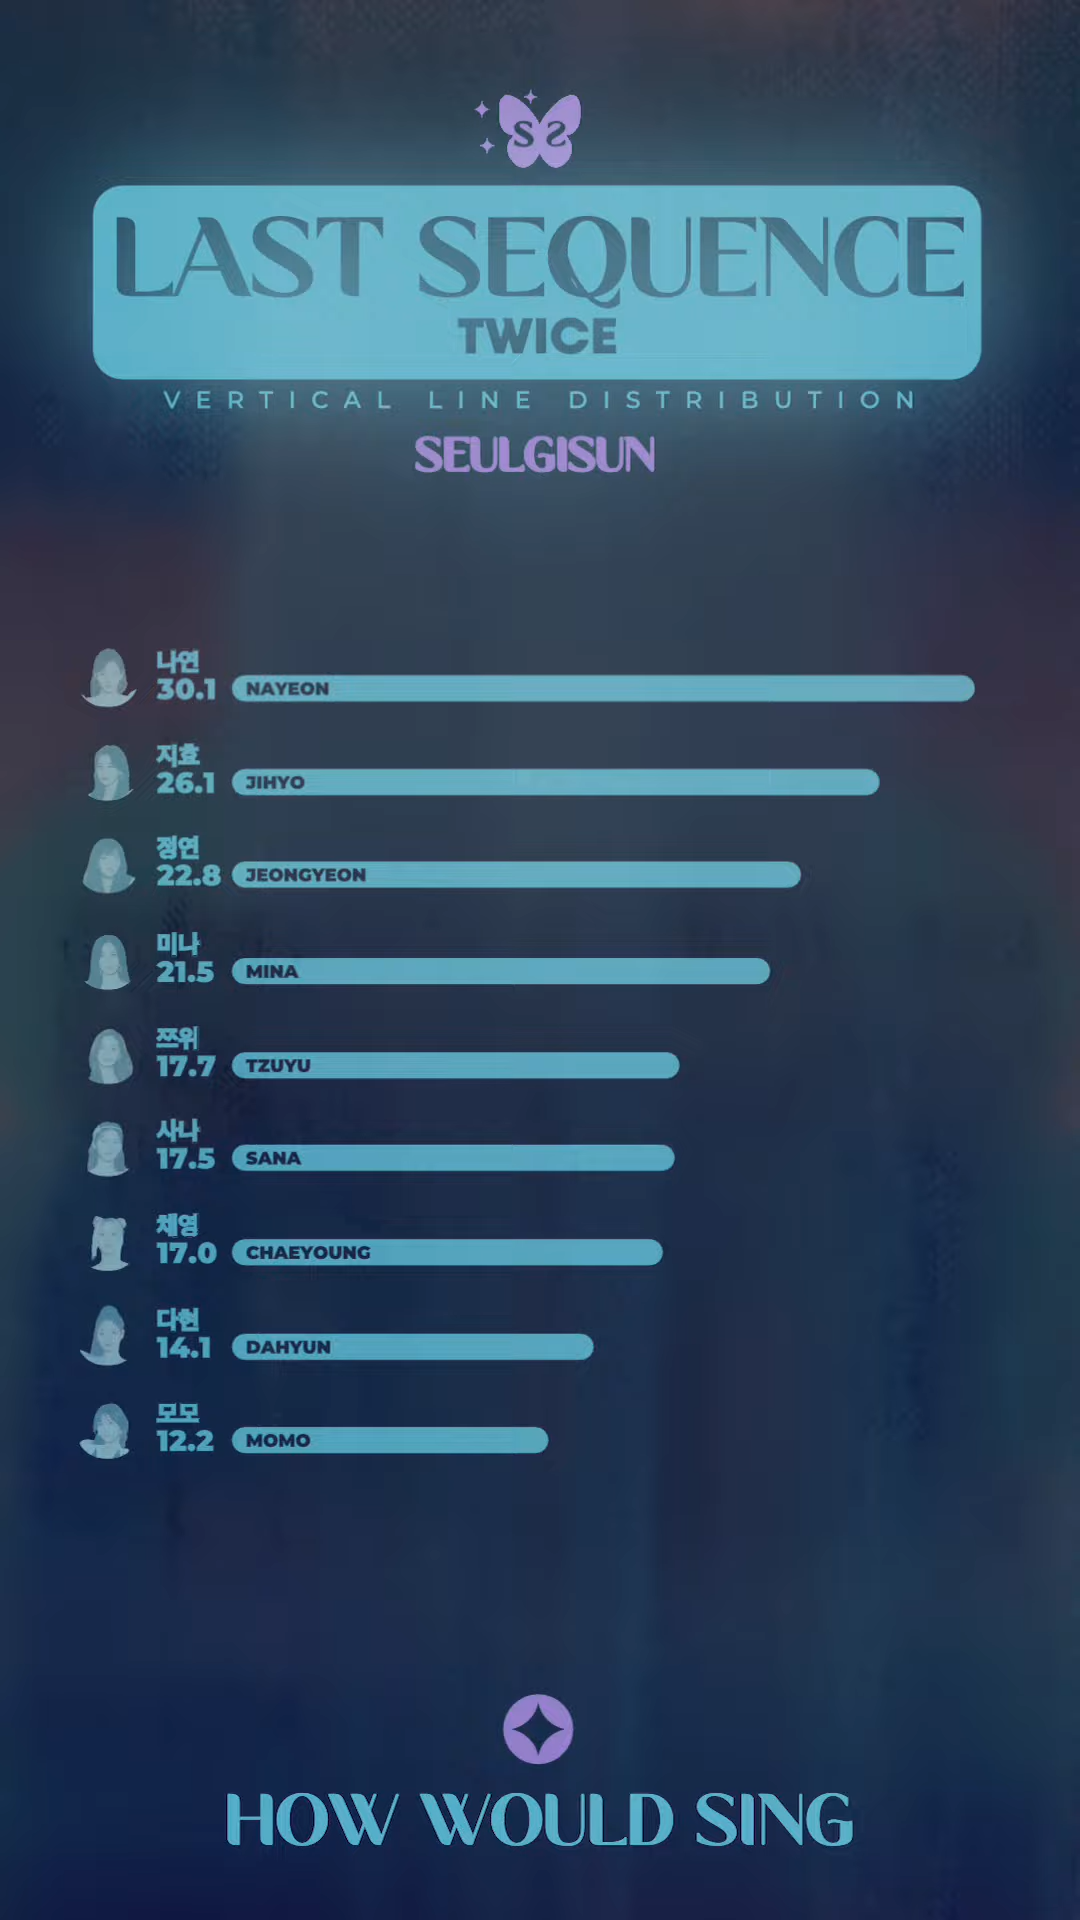 SS
LAST SEQUENCE
TWICE
VERTICAL LINE DISTRIBUTION
SEULGISUN
나연
30.1 NAYEON
지효
26.1 JIHYO
정연
22.8 JEONGYEON
미나
21.5 MINA
쯔위
17.7 TZUYU
사나
17.5 SANA
채영
17.0 CHAEYOUNG
다현
14.1 DAHYUN
모모
12.2 MOMO
HOW WOULD SING